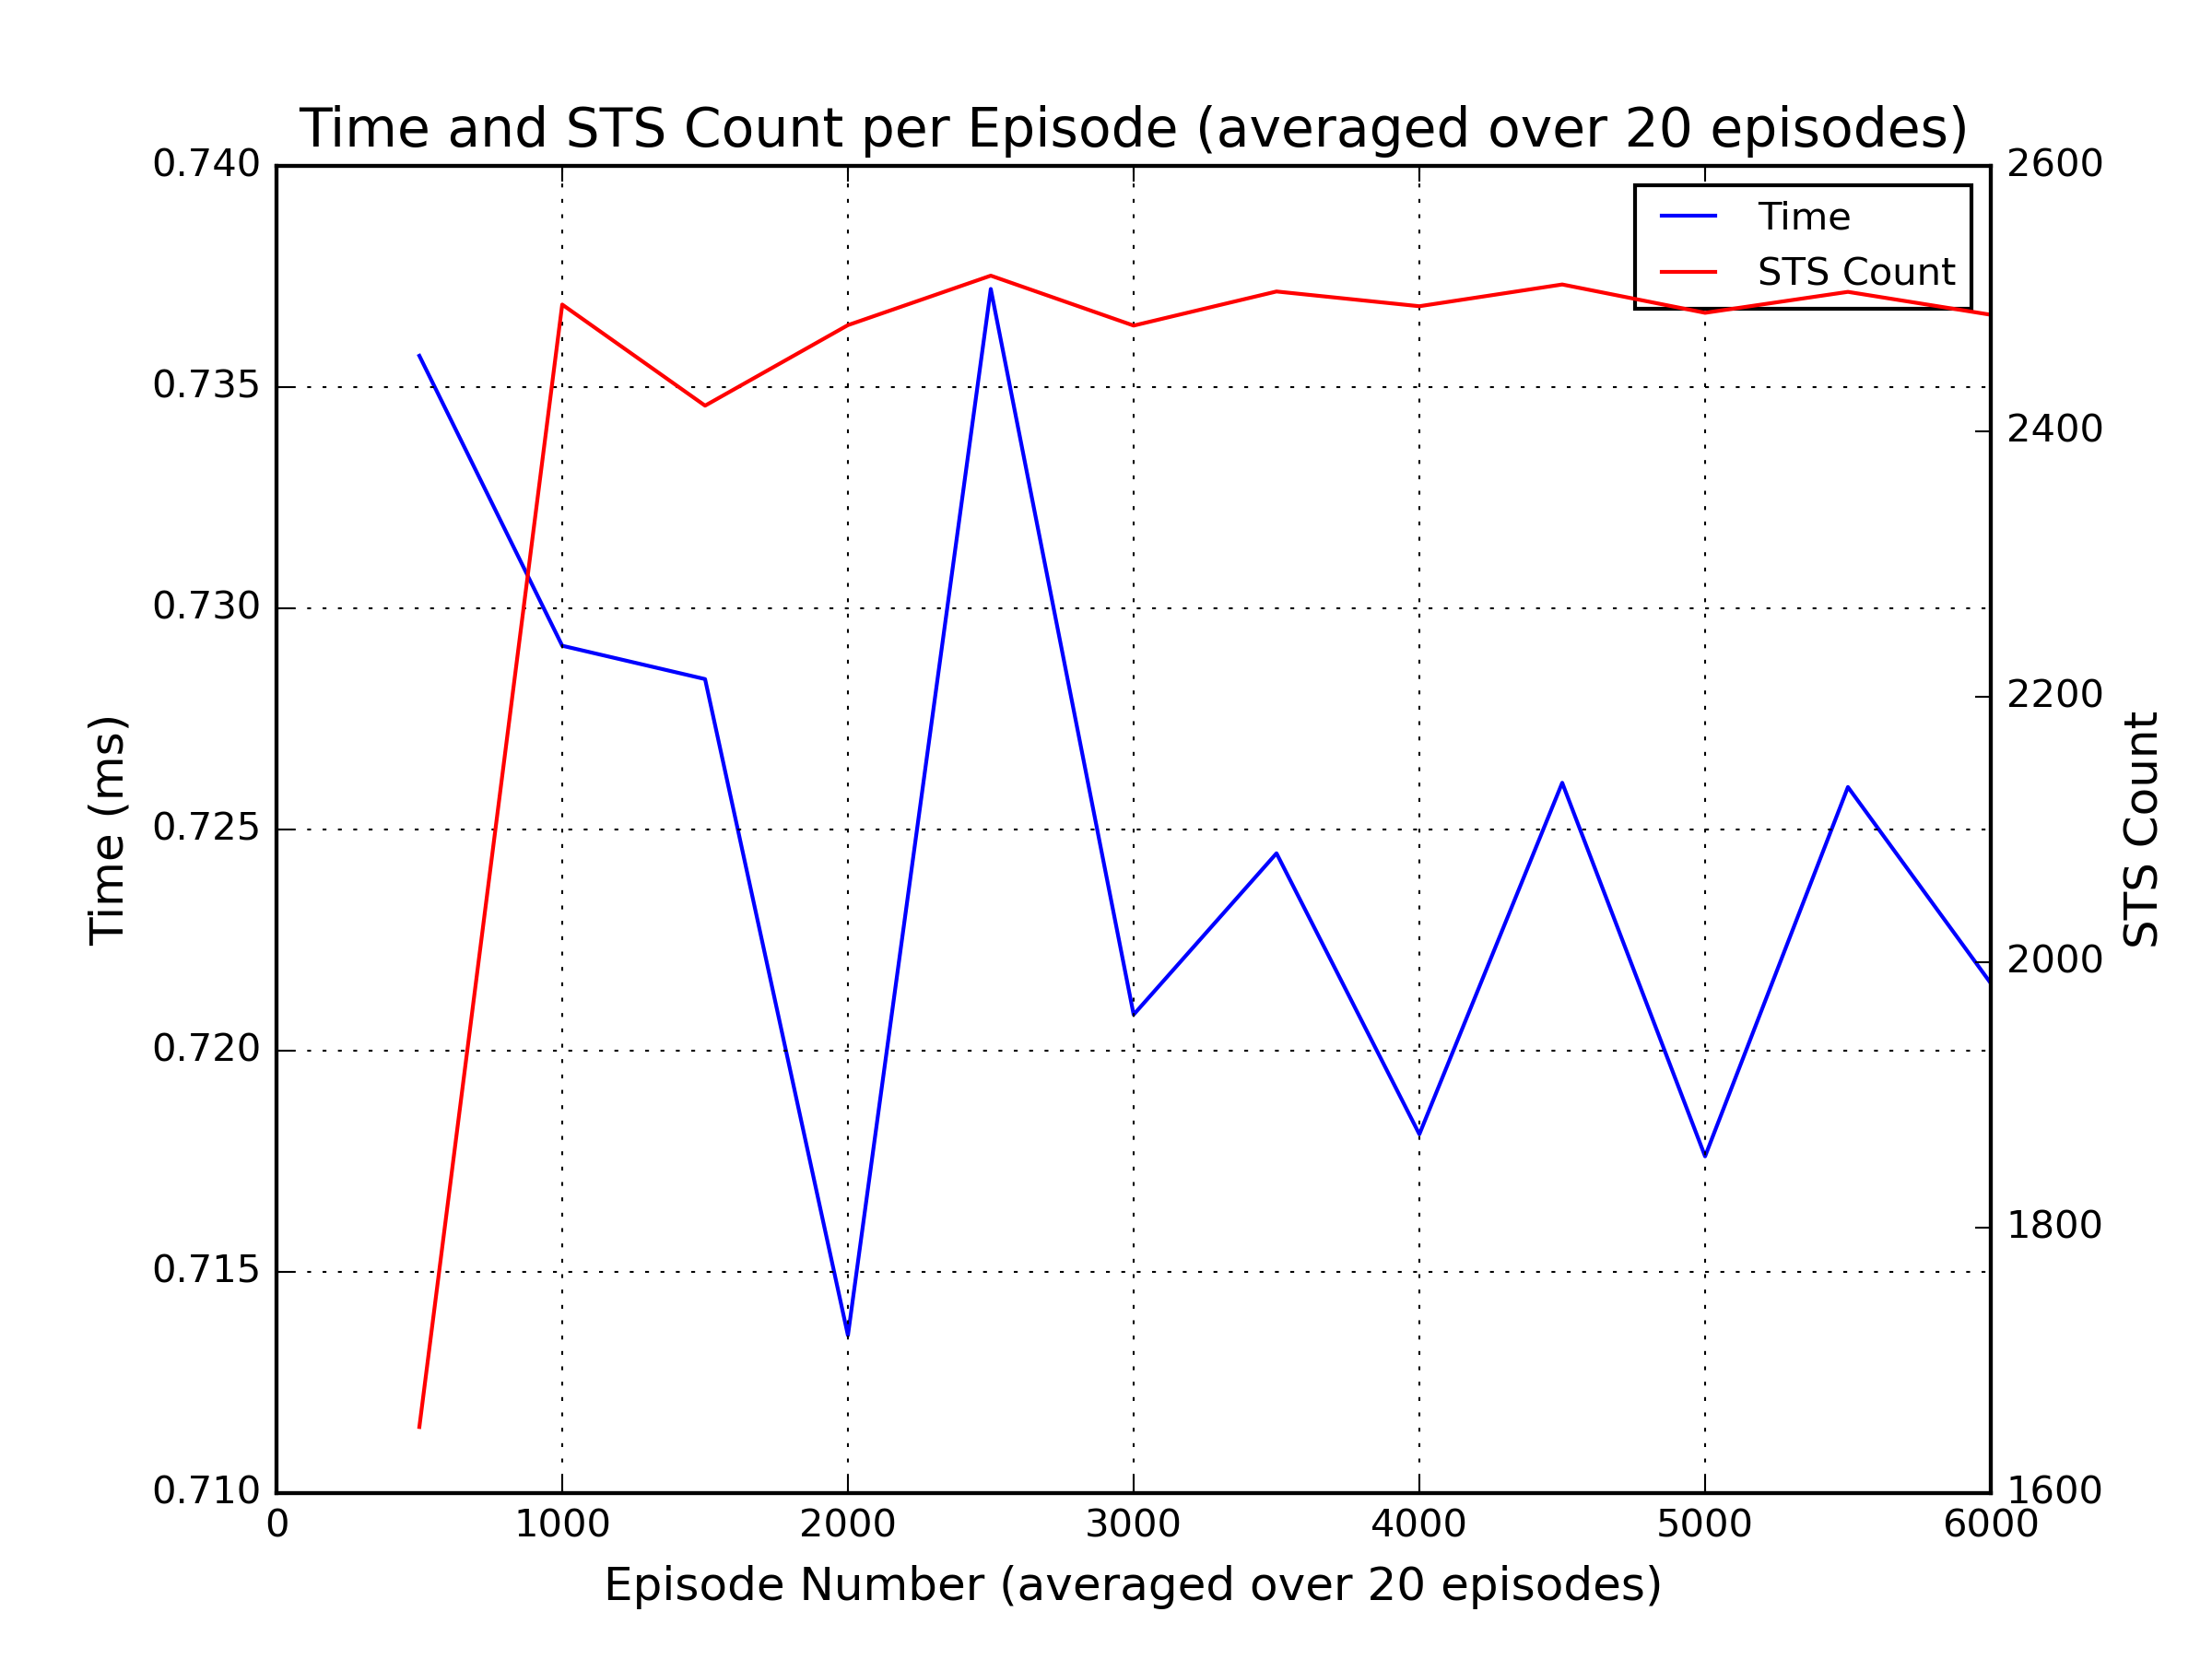 Time and STS Count per Episode (averaged over 20 episodes)
Time
STS Count
0.740
0.735
0.730
0.725
0.720
0.715
0.710
Time (ms)
2600
2400
2200
2000
1800
1600
STS Count
0 1000 2000 3000 4000 5000 6000
Episode Number (averaged over 20 episodes)